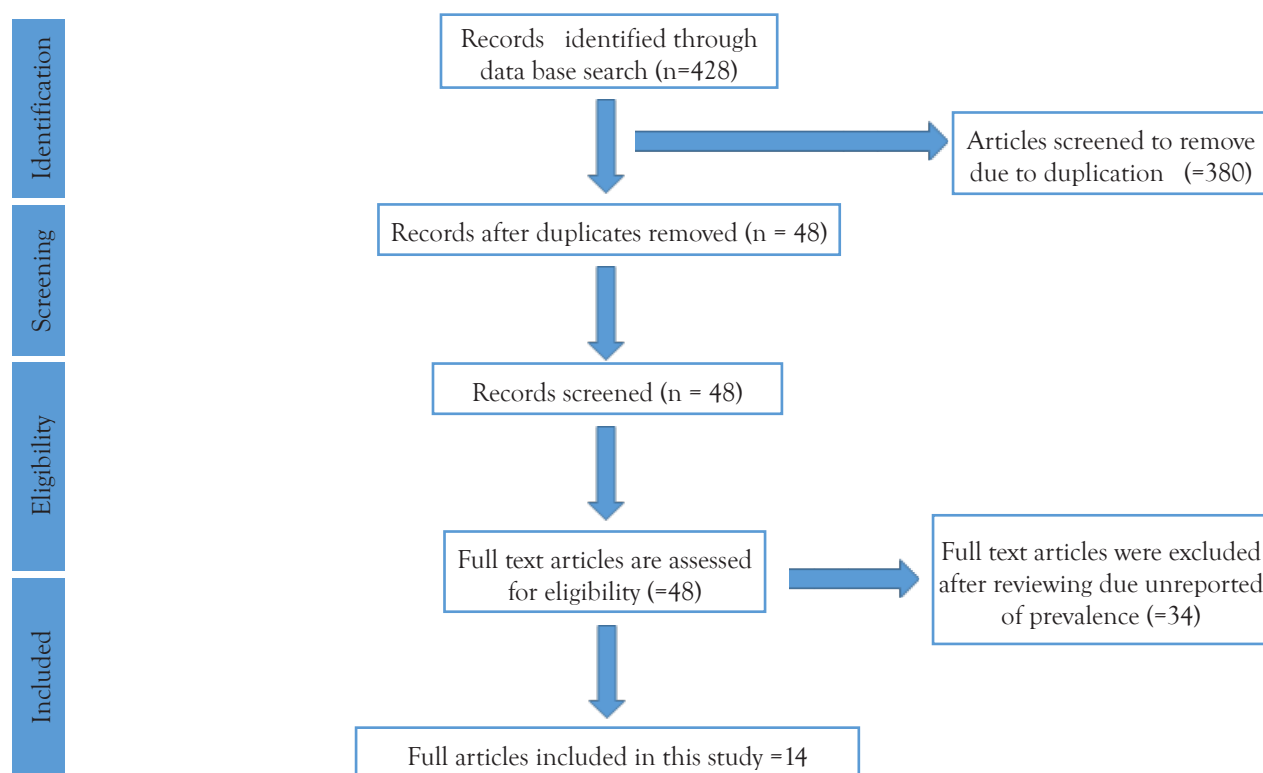 Identification
Records identified through
data base search (n=428)
Articles screened to remove
due to duplication (=380)
Screening
Records after duplicates removed (n = 48)
Eligibility
Records screened (n = 48)
Full text articles are assessed
for eligibility (=48)
Full text articles were excluded
after reviewing due unreported
of prevalence (=34)
Included
Full articles included in this study =14